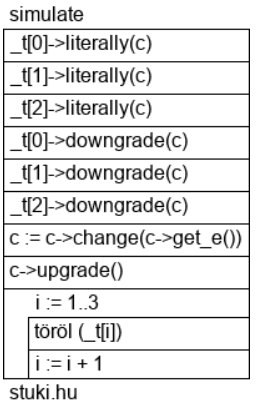 simulate
_t[0]->literally(c)
_t[1]->literally(c)
_t[2]->literally(c)
_t[0]->downgrade(c)
_t[1]->downgrade(c)
_t[2]->downgrade(c)
c := c->change(c->get_e())
c->upgrade()
i := 1..3
töröl (_t[i])
i := i + 1
stuki.hu